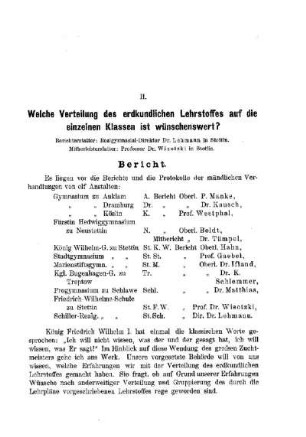 II.
Welche Verteilung des erdkundlichen Lehrstoffes auf die
einzelnen Klassen ist wünschenswert?
Berichterstatter: Realgymnasial-Direktor Dr. Lehmann in Stettin.
Mitberichterstatter: Professor Dr. Wisotzki in Stettin.
Bericht.
Es liegen vor die Berichte und die Protokolle der mündlichen Ver-
handlungen von elf Anstalten:
Gymnasium zu Anklam A. Bericht Oberl. P. Manke,
„ „ Dramburg D. „ „ Dr. Rausch,
„ „ Köslin K. „ Prof. Westphal,
Fürstin Hedwiggymnasium
zu Neustettin N. „ Oberl. Beldt,
Mitbericht „ Dr. Tümpel,
König Wilhelm-G. zu Stettin St. K. W. Bericht Oberl. Hahn,
Stadtgymnasium „ St. St. „ Prof. Gaebel,
Marienstiftsgymn. „ St. M. „ Oberl. Dr. Iffland,
Kgl. Bugenhagen-G. zu Tr. „ „ Dr. K.
Treptow Schlemmer,
Progymnasium zu Schlawe Schl. „ Dr. Matthias,
Friedrich Wilhelms-Schule
zu Stettin St. F. W. „ Prof. Dr. Wisotzki,
Schiller-Realg. „ St. Sch. „ Dir. Dr. Lehmann.
König Friedrich Wilhelm I. hat einmal die klassischen Worte ge-
sprochen: „Ich will nicht wissen, was der und der gesagt hat, ich will
wissen, was Er sagt!“ Im Hinblick auf diese Wendung des großen Zucht-
meisters gehe ich ans Werk. Unsere vorgesetzte Behörde will von uns
wissen, welche Erfahrungen wir mit der Verteilung des erdkundlichen
Lehrstoffes gemacht haben. Sie fragt, ob auf Grund unserer Erfahrungen
Wünsche nach anderweitiger Verteilung und Gruppierung des durch die
Lehrpläne vorgeschriebenen Lehrstoffes rege geworden sind.